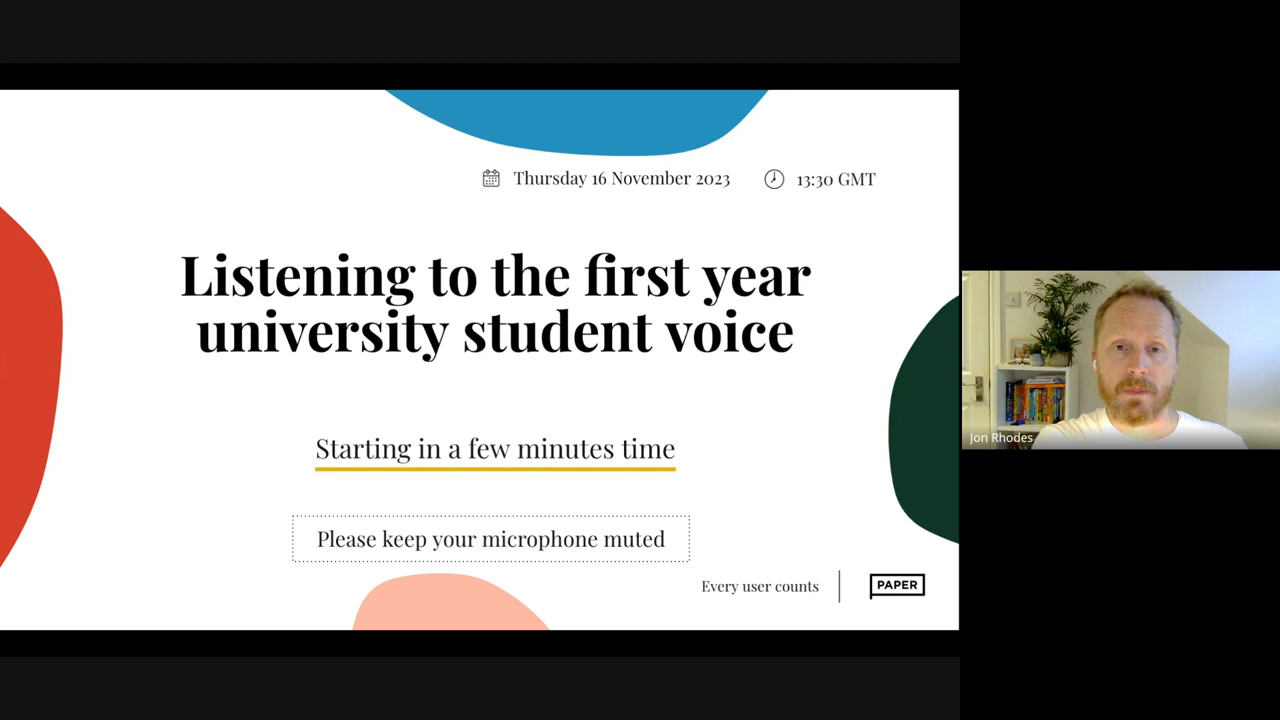 Thursday 16 November 2023
13:30 GMT
Listening to the first year
university student voice
Starting in a few minutes time
Please keep your microphone muted
Every user counts
PAPER
Jon Rhodes